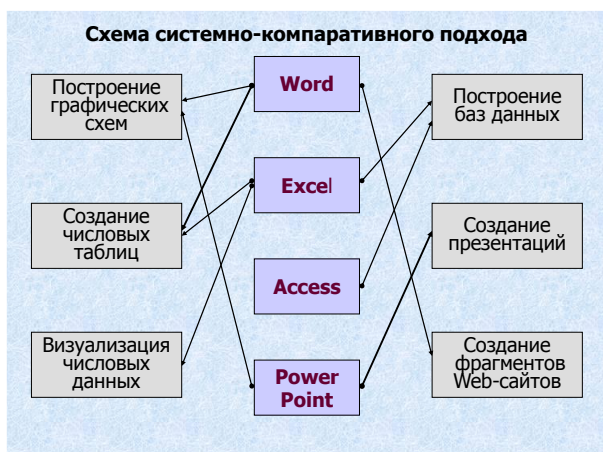 Схема системно-компаративного подхода
Построение
графических
схем
Создание
числовых
таблиц
Визуализация
числовых
данных
Word
Excel
Access
Power
Point
Построение
баз данных
Создание
презентаций
Создание
фрагментов
Web-сайтов